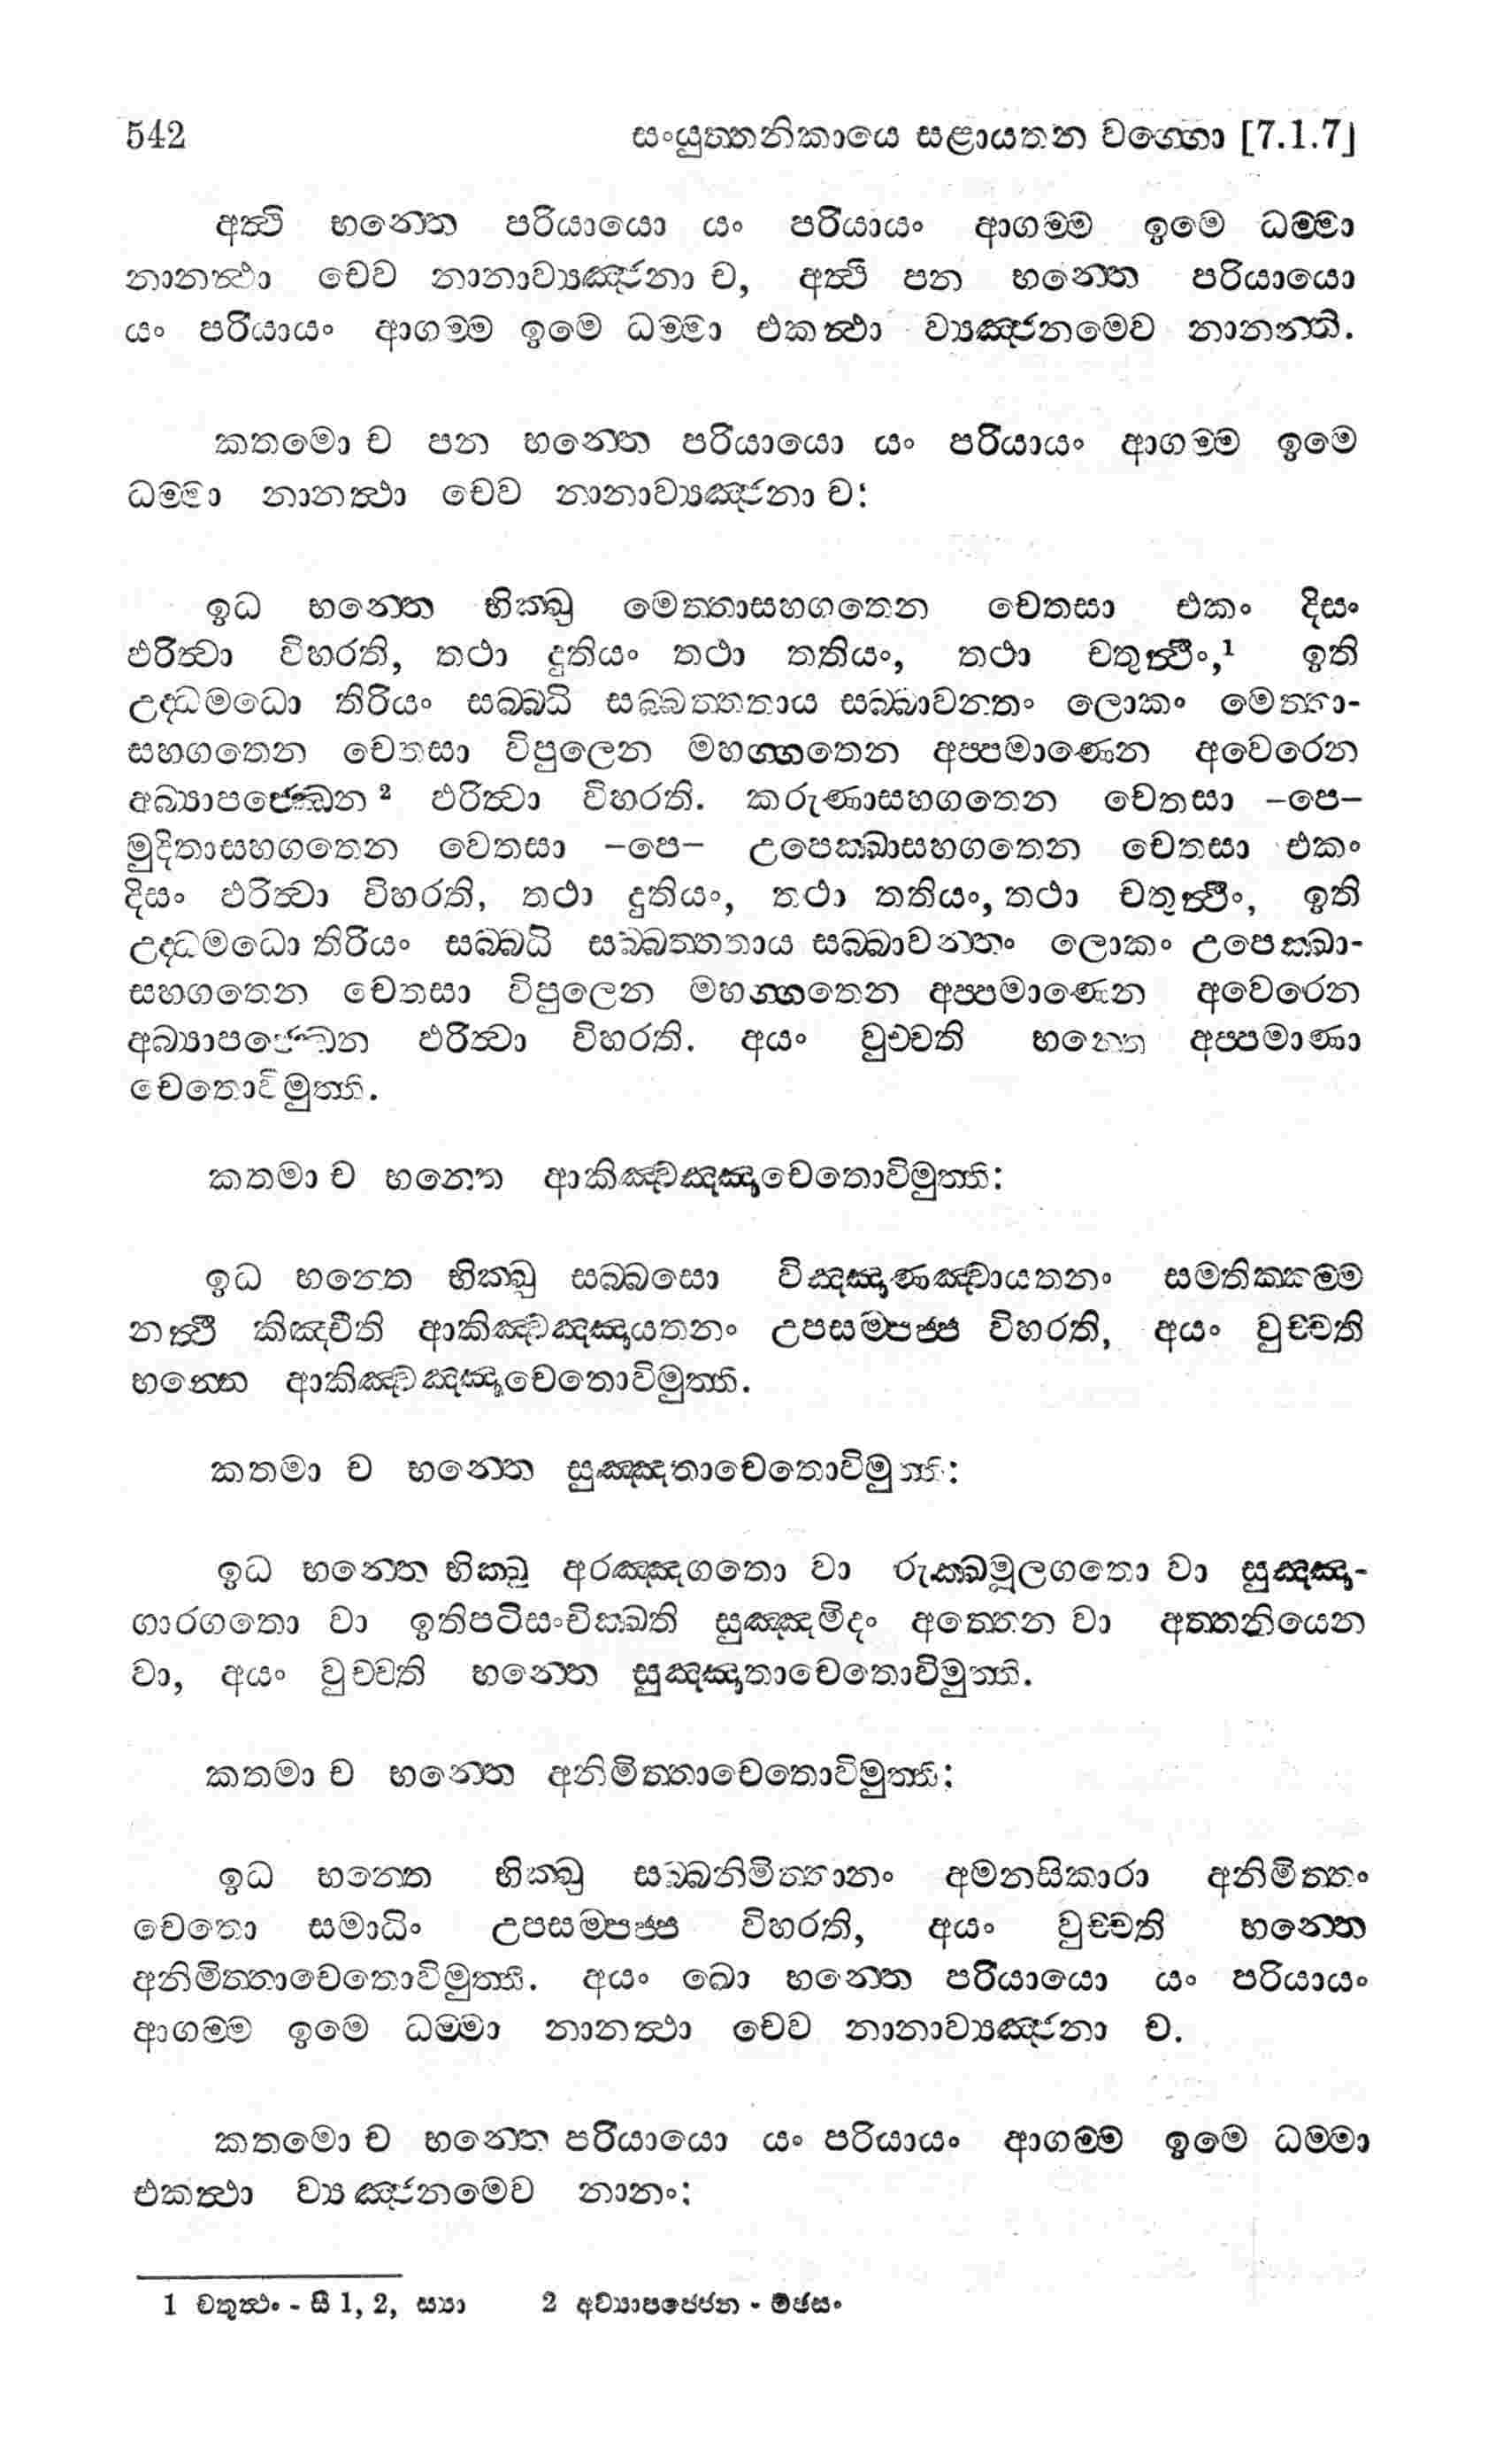 542 සංයුත්තනිකායෙ සළායතන වග්ගො [7.1.7]
අත්ථි භන්තෙ පරියායො යං පරියායං ආගම්ම ඉමෙ ධම්මා
නානත්ථා චෙව නානාව්‍යඤ්ජනා ච, අත්ථි පන භන්තෙ පරියායො
යං පරියායං ආගම්ම ඉමෙ ධම්මා එකත්ථා ව්‍යඤ්ජනමෙව නානන්ති.
කතමො ච පන භන්තෙ පරියායො යං පරියායං ආගම්ම ඉමෙ
ධම්මා නානත්ථා චෙව නානාව්‍යඤ්ජනා ච:
ඉධ භන්තෙ භික්ඛු මෙත්තාසහගතෙන චෙතසා එකං දිසං
ඵරිත්වා විහරති, තථා දුතියං තථා තතියං, තථා චතුත්ථිං,¹ ඉති
උද්ධමධො තිරියං සබ්බධි සබ්බත්තතාය සබ්බාවන්තං ලොකං මෙත්තා-
සහගතෙන චෙතසා විපුලෙන මහග්ගතෙන අප්පමාණෙන අවෙරෙන
අබ්‍යාපජ්ඣෙන ² ඵරිත්වා විහරති. කරුණාසහගතෙන චෙතසා –පෙ–
මුදිතාසහගතෙන වෙතසා –පෙ– උපෙක්ඛාසහගතෙන චෙතසා එකං
දිසං ඵරිත්වා විහරති, තථා දුතියං, තථා තතියං, තථා චතුත්ථිං, ඉති
උද්ධමධො තිරියං සබ්බධි සබ්බත්තතාය සබ්බාවන්තං ලොකං උපෙක්ඛා-
සහගතෙන චෙතසා විපුලෙන මහග්ගතෙන අප්පමාණෙන අවෙරෙන
අබ්‍යාපජ්ඣෙන ඵරිත්වා විහරති. අයං වුච්චති භන්තෙ අප්පමාණා
චෙතොවිමුත්ති.
කතමා ච භන්තෙ ආකිඤ්චඤ්ඤාචෙතොවිමුත්ති:
ඉධ භන්තෙ භික්ඛු සබ්බසො විඤ්ඤාණඤ්චායතනං සමතික්කම්ම
නත්ථි කිඤ්චීති ආකිඤ්චඤ්ඤායතනං උපසම්පජ්ජ විහරති, අයං වුච්චති
භන්තෙ ආකිඤ්චඤ්ඤාචෙතොවිමුත්ති.
කතමා ච භන්තෙ සුඤ්ඤතාචෙතොවිමුත්ති:
ඉධ භන්තෙ භික්ඛු අරඤ්ඤගතො වා රුක්ඛමූලගතො වා සුඤ්ඤා-
ගාරගතො වා ඉතිපටිසංචික්ඛති සුඤ්ඤමිදං අත්තෙන වා අත්තනියෙන
වා, අයං වුච්චති භන්තෙ සුඤ්ඤාතාචෙතොවිමුත්ති.
කතමා ච භන්තෙ අනිමිත්තාචෙතොවිමුත්ති:
ඉධ භන්තෙ භික්ඛු සබ්බනිමිත්තානං අමනසිකාරා අනිමිත්තං
චෙතො සමාධිං උපසම්පජ්ජ විහරති, අයං වුච්චති භන්තෙ
අනිමිත්තාචෙතොවිමුත්ති. අයං ඛො භන්තෙ පරියායො යං පරියායං
ආගම්ම ඉමෙ ධම්මා නානත්ථා චෙව නානාව්‍යඤ්ජනා ච.
කතමො ච භන්තෙ පරියායො යං පරියායං ආගම්ම ඉමෙ ධම්මා
එකත්ථා ව්‍යඤ්ජනමෙව නානං:
1 චතුත්ථං - සී 1, 2, ස්‍යා 2 අව්‍යාපජ්ජෙන - මඡසං